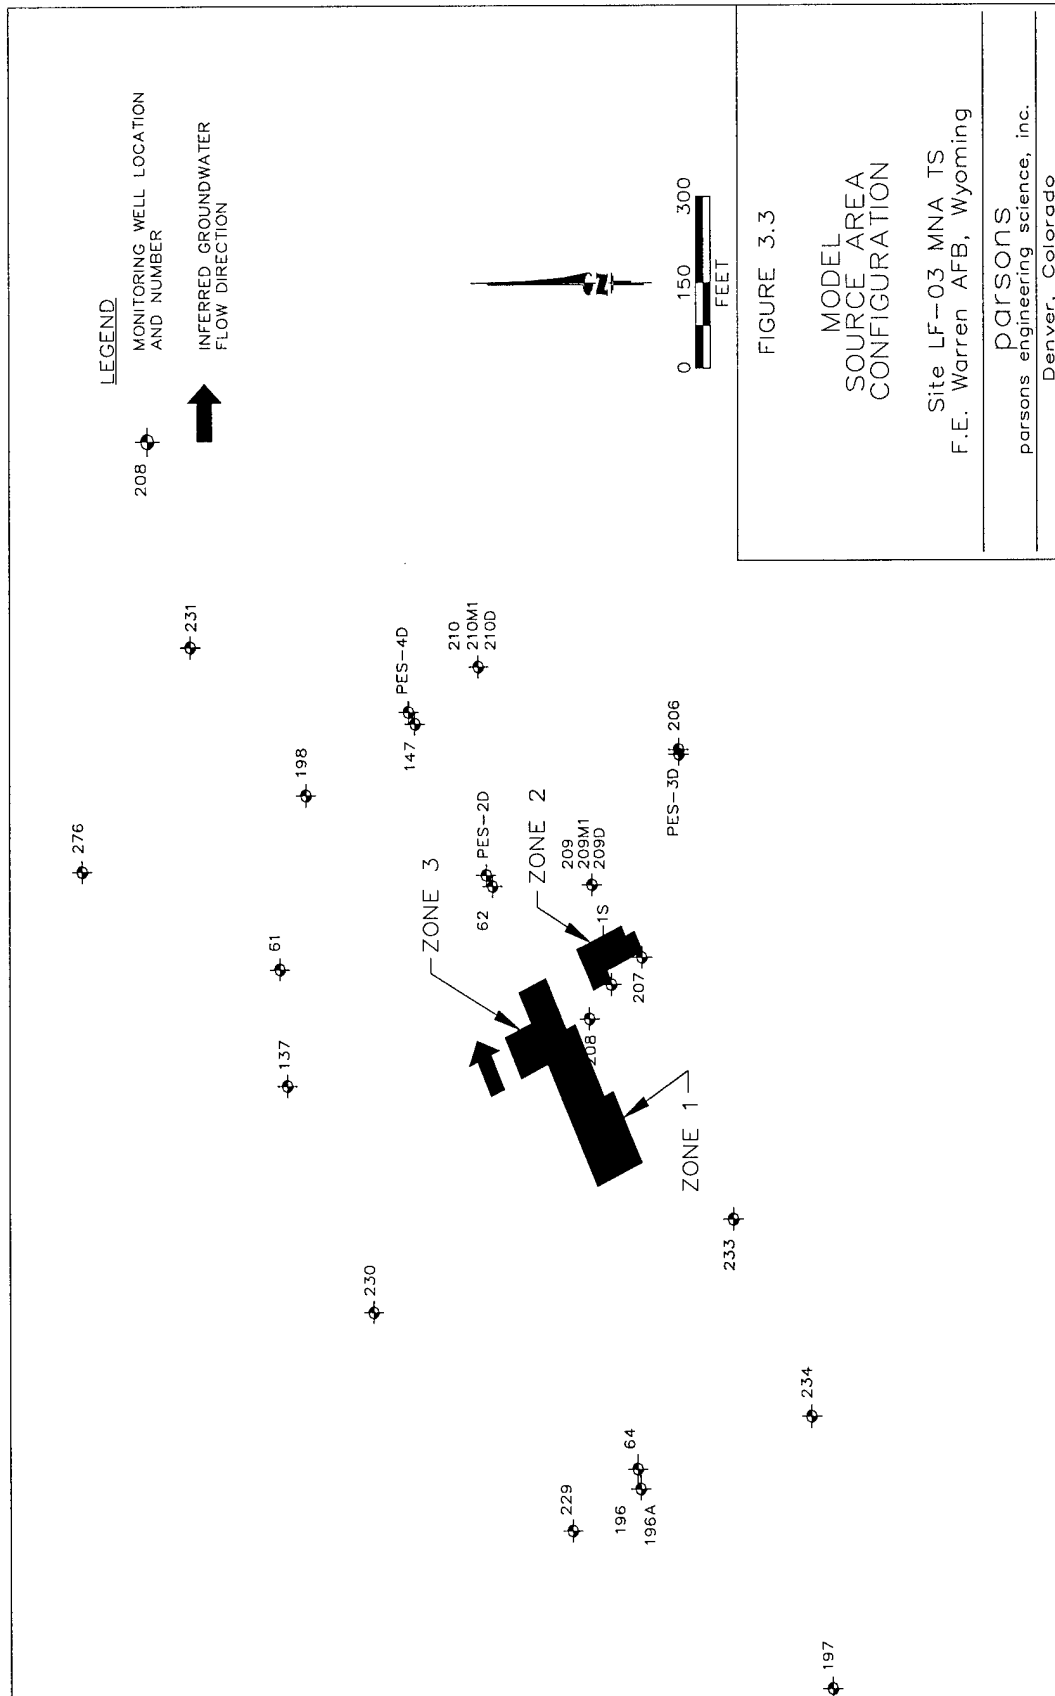 LEGEND
208
MONITORING WELL LOCATION
AND NUMBER
INFERRED GROUNDWATER
FLOW DIRECTION
276
231
61
198
137
230
PES-4D
147
210
210M1
210D
ZONE 3
62
PES-2D
ZONE 2
209
209M1
209D
1S
208
207
PES-3D
206
ZONE 1
229
64
196
196A
233
234
197
N
0
150
300
FEET
FIGURE 3.3
MODEL
SOURCE AREA
CONFIGURATION
Site LF-03 MNA TS
F.E. Warren AFB, Wyoming
parsons
parsons engineering science, inc.
Denver, Colorado